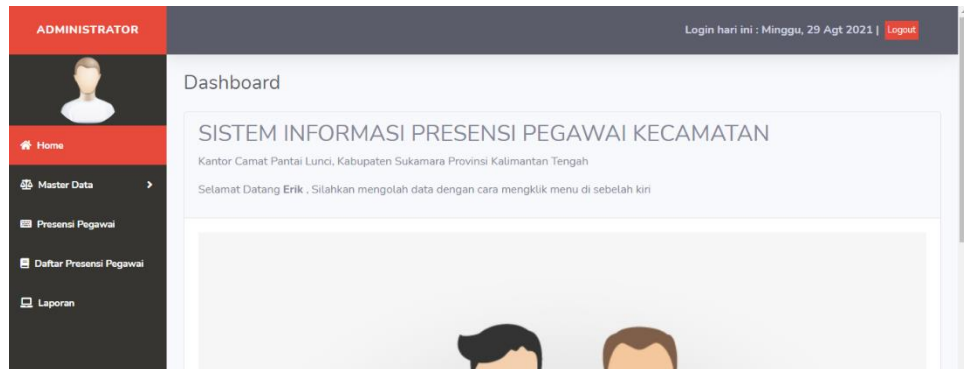 ADMINISTRATOR
Login hari ini : Minggu, 29 Agt 2021 | Logout
Home
Master Data
Presensi Pegawai
Daftar Presensi Pegawai
Laporan
Dashboard
SISTEM INFORMASI PRESENSI PEGAWAI KECAMATAN
Kantor Camat Pantai Lunci, Kabupaten Sukamara Provinsi Kalimantan Tengah
Selamat Datang Erik , Silahkan mengolah data dengan cara mengklik menu di sebelah kiri